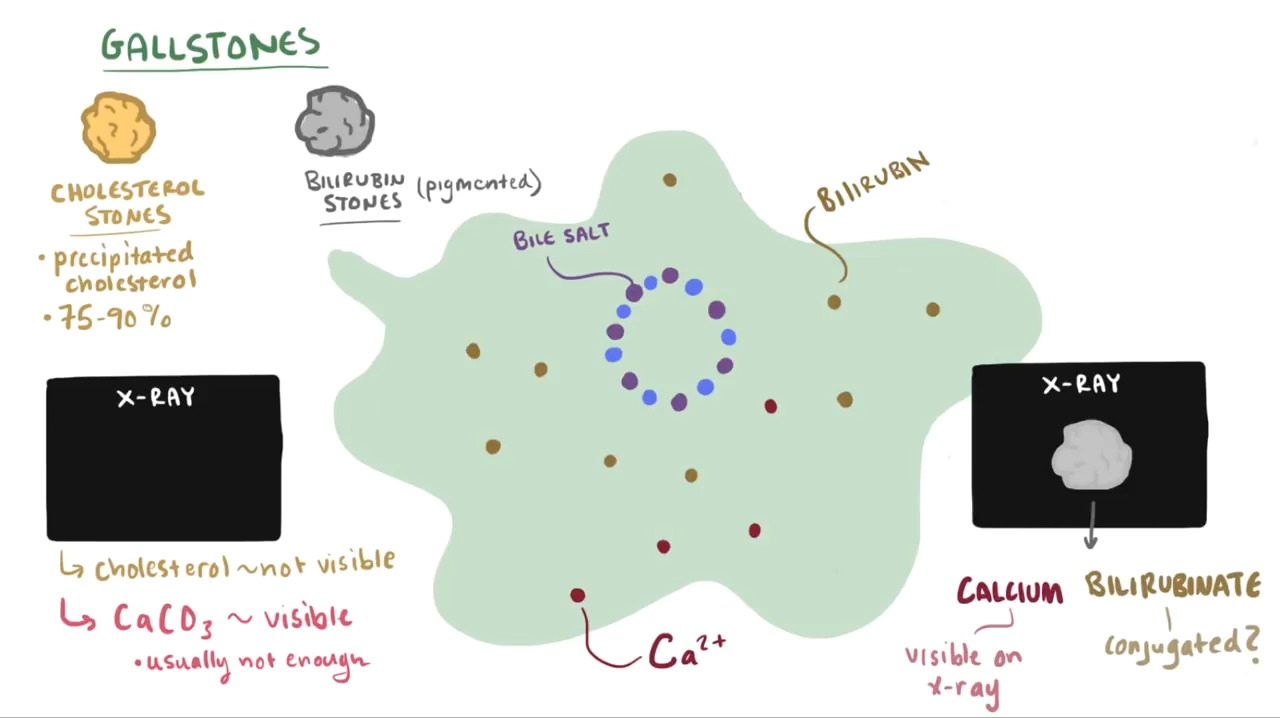 GALLSTONES
CHOLESTEROL
STONES
• precipitated
cholesterol
• 75-90%
BILIRUBIN (pigmented)
STONES
BILE SALT
BILIRUBIN
X-RAY
↳ cholesterol ~ not visible
↳ CaCO₃ ~ visible
• usually not enough
Ca²⁺
X-RAY
CALCIUM BILIRUBINATE
visible on
x-ray
conjugated?